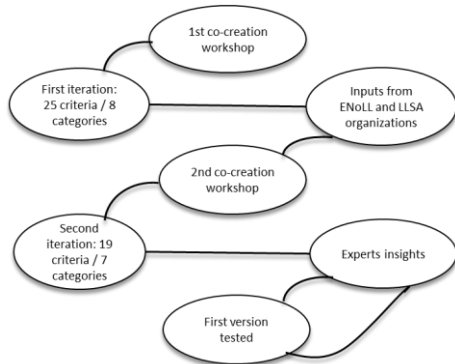 1st co-creation
workshop
First iteration:
25 criteria / 8
categories
Inputs from
ENoLL and LLSA
organizations
2nd co-creation
workshop
Second
iteration: 19
criteria / 7
categories
Experts insights
First version
tested